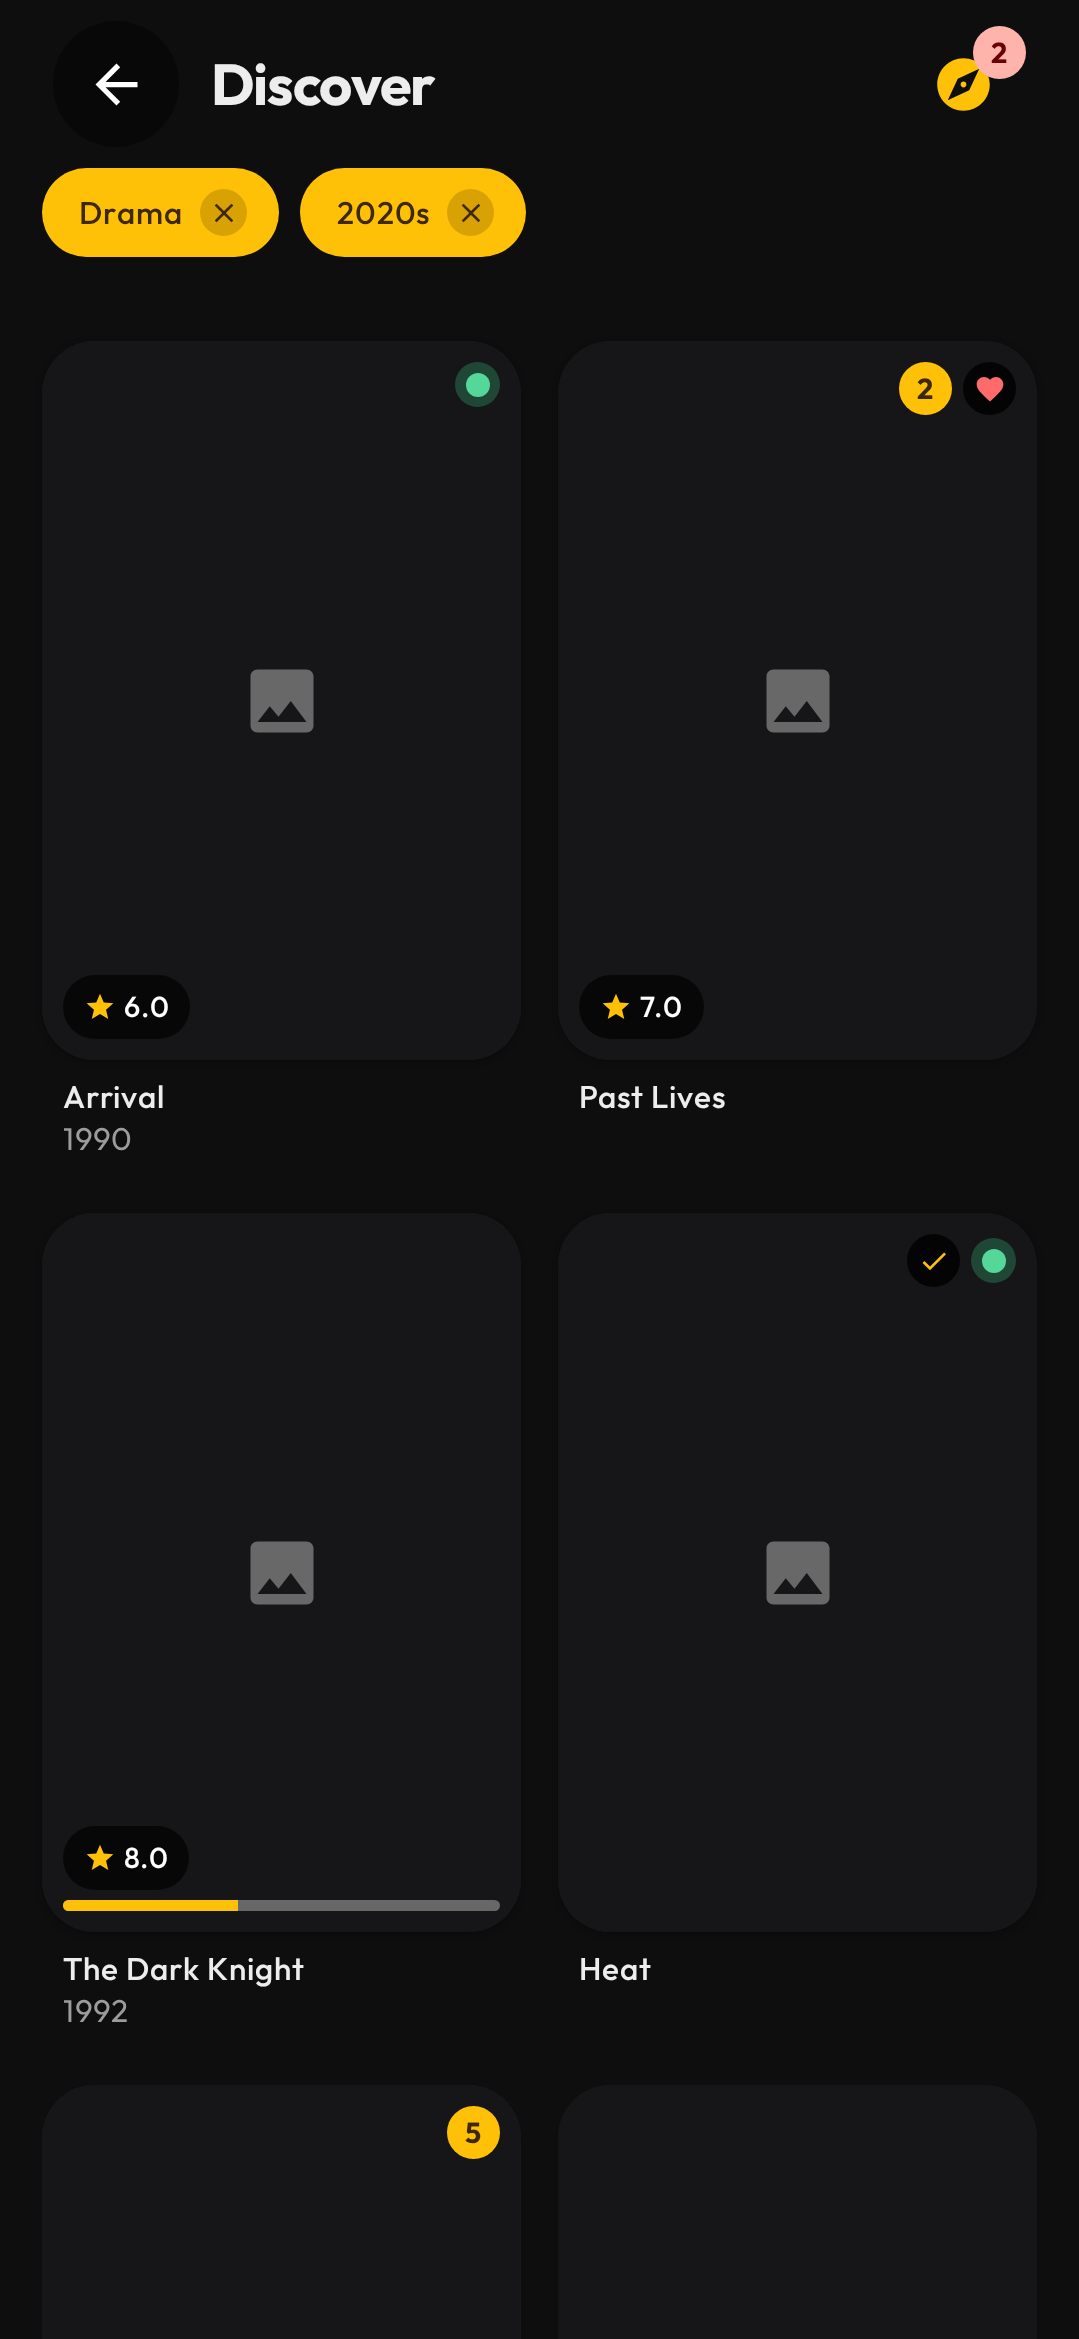 Discover
2
Drama
2020s
2
6.0
7.0
Arrival
Past Lives
1990
8.0
The Dark Knight
Heat
1992
5